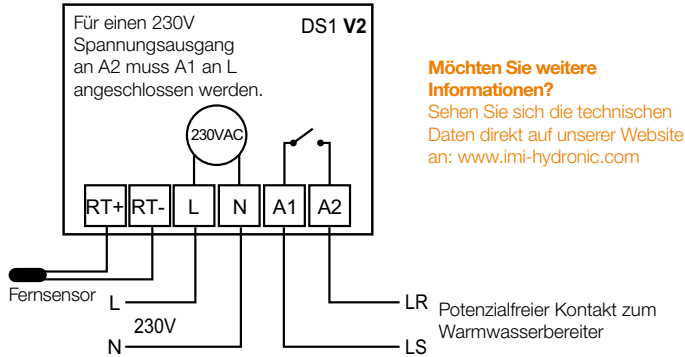 Für einen 230V
Spannungsausgang
an A2 muss A1 an L
angeschlossen werden.
DS1 V2
230VAC
RT+ RT- L N A1 A2
Fernsensor
L
230V
N
LR
LS
Potenzialfreier Kontakt zum
Warmwasserbereiter
Möchten Sie weitere
Informationen?
Sehen Sie sich die technischen
Daten direkt auf unserer Website
an: www.imi-hydronic.com